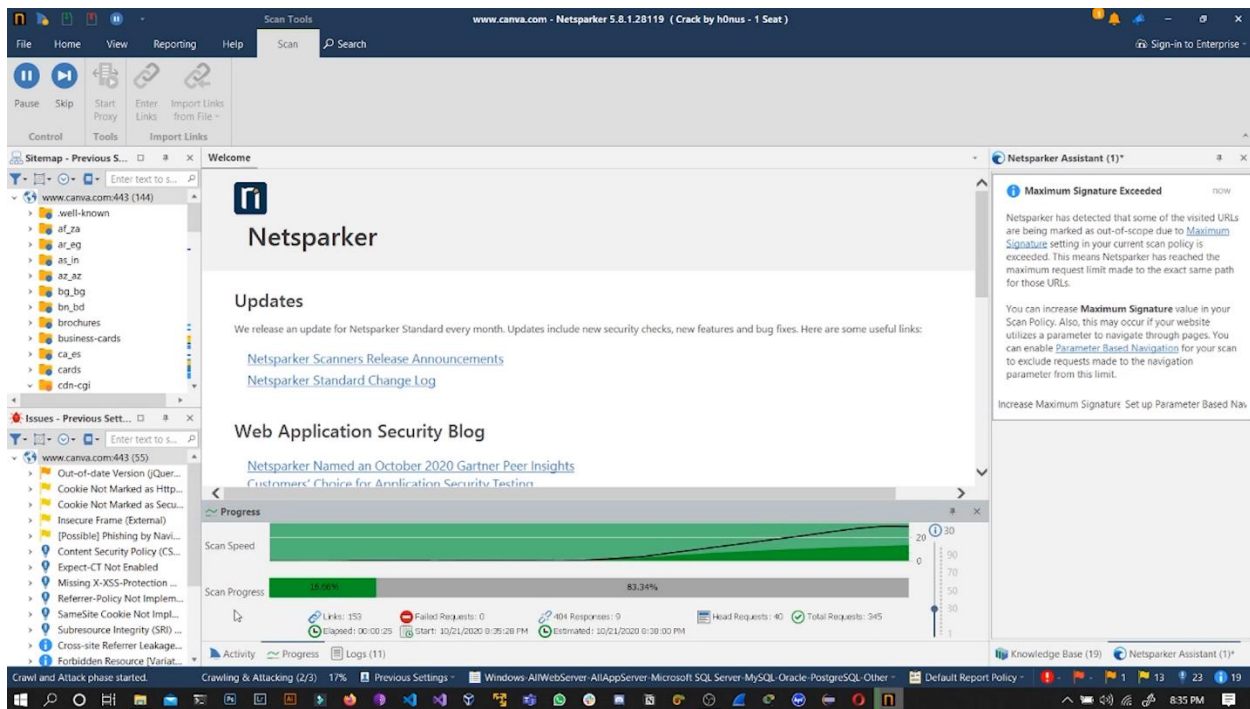 Scan Tools
www.canva.com - Netsparker 5.8.1.28119 ( Crack by h0nus - 1 Seat )
File Home View Reporting Help Scan Search
Sign-in to Enterprise
Pause Skip Start Proxy Enter Links Import Links from File
Control Tools Import Links
Sitemap - Previous S...
Enter text to s...
www.canva.com:443 (144)
.well-known
af_za
ar_eg
as_in
az_az
bg_bg
bn_bd
brochures
business-cards
ca_es
cards
cdn-cgi
Issues - Previous Sett...
Enter text to s...
www.canva.com:443 (55)
Out-of-date Version (jQuer...
Cookie Not Marked as Http...
Cookie Not Marked as Secu...
Insecure Frame (External)
[Possible] Phishing by Navi...
Content Security Policy (CS...
Expect-CT Not Enabled
Missing X-XSS-Protection ...
Referrer-Policy Not Implem...
SameSite Cookie Not Impl...
Subresource Integrity (SRI) ...
Cross-site Referrer Leakage...
Forbidden Resource [Variat...
Welcome
n
Netsparker
Updates
We release an update for Netsparker Standard every month. Updates include new security checks, new features and bug fixes. Here are some useful links:
Netsparker Scanners Release Announcements
Netsparker Standard Change Log
Web Application Security Blog
Netsparker Named an October 2020 Gartner Peer Insights
Customers' Choice for Application Security Testing
Progress
Scan Speed
20
0
30
90
70
50
30
1
Scan Progress 16.66% 83.34%
Links: 153 Failed Requests: 0 404 Responses: 9 Head Requests: 40 Total Requests: 345
Elapsed: 00:00:25 Start: 10/21/2020 8:35:28 PM Estimated: 10/21/2020 8:38:00 PM
Activity Progress Logs (11)
Netsparker Assistant (1)*
Maximum Signature Exceeded now
Netsparker has detected that some of the visited URLs
are being marked as out-of-scope due to Maximum
Signature setting in your current scan policy is
exceeded. This means Netsparker has reached the
maximum request limit made to the exact same path
for those URLs.
You can increase Maximum Signature value in your
Scan Policy. Also, this may occur if your website
utilizes a parameter to navigate through pages. You
can enable Parameter Based Navigation for your scan
to exclude requests made to the navigation
parameter from this limit.
Increase Maximum Signature Set up Parameter Based Nav
Knowledge Base (19) Netsparker Assistant (1)*
Crawl and Attack phase started. Crawling & Attacking (2/3) 17% Previous Settings Windows-AllWebServer-AllAppServer-Microsoft SQL Server-MySQL-Oracle-PostgreSQL-Other Default Report Policy - - 1 13 23 19
8:35 PM